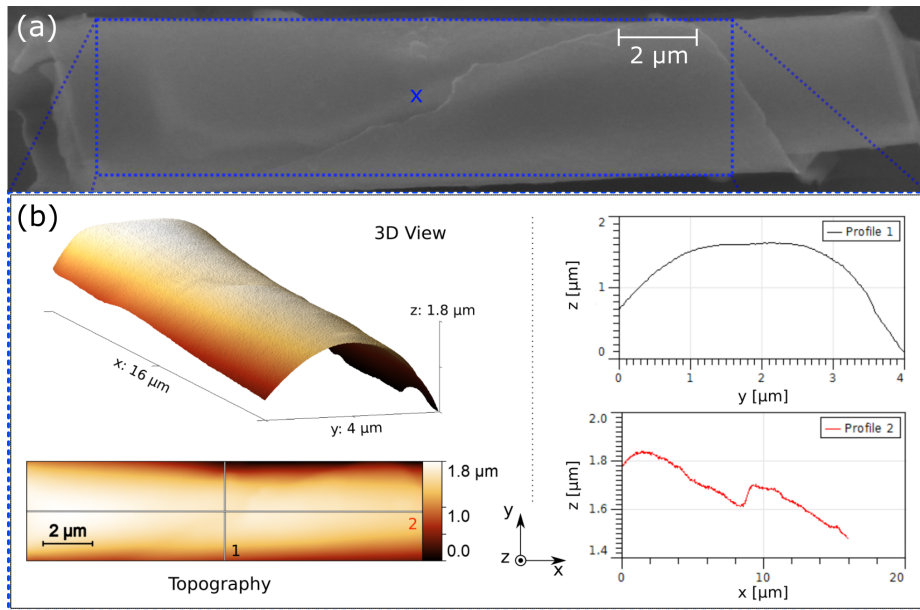 (a)
2 µm
x
(b)
3D View
z: 1.8 µm
x: 16 µm
y: 4 µm
1.8 µm
1.0
0.0
2 µm
1
2
Topography
y
z
x
Profile 1
2
1
0
z [µm]
0 1 2 3 4
y [µm]
Profile 2
2.0
1.8
1.6
1.4
z [µm]
0 10 20
x [µm]